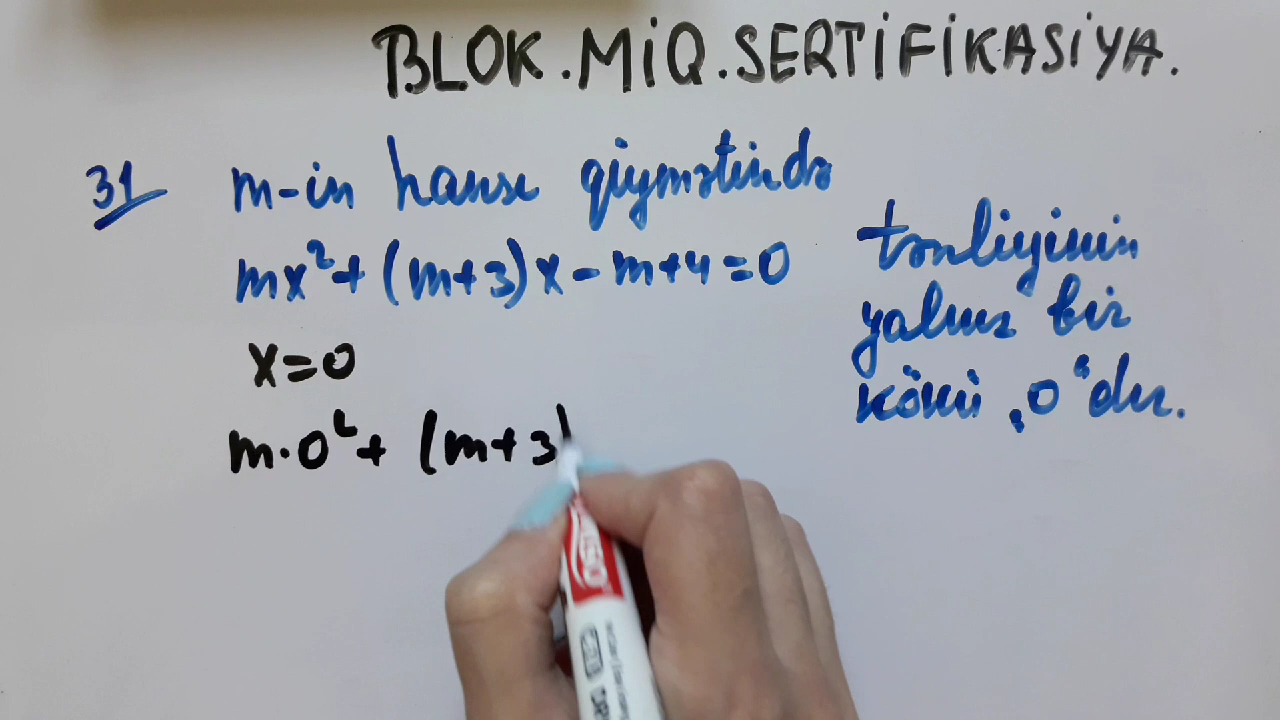 BLOK.MİQ.SERTİFİKASİYA.
31 m-in hansı qiymətində
mx²+(m+3)x-m+4=0
tənliyinin
yalnız bir
kökü „0“dır.
x=0
m·0²+(m+3)